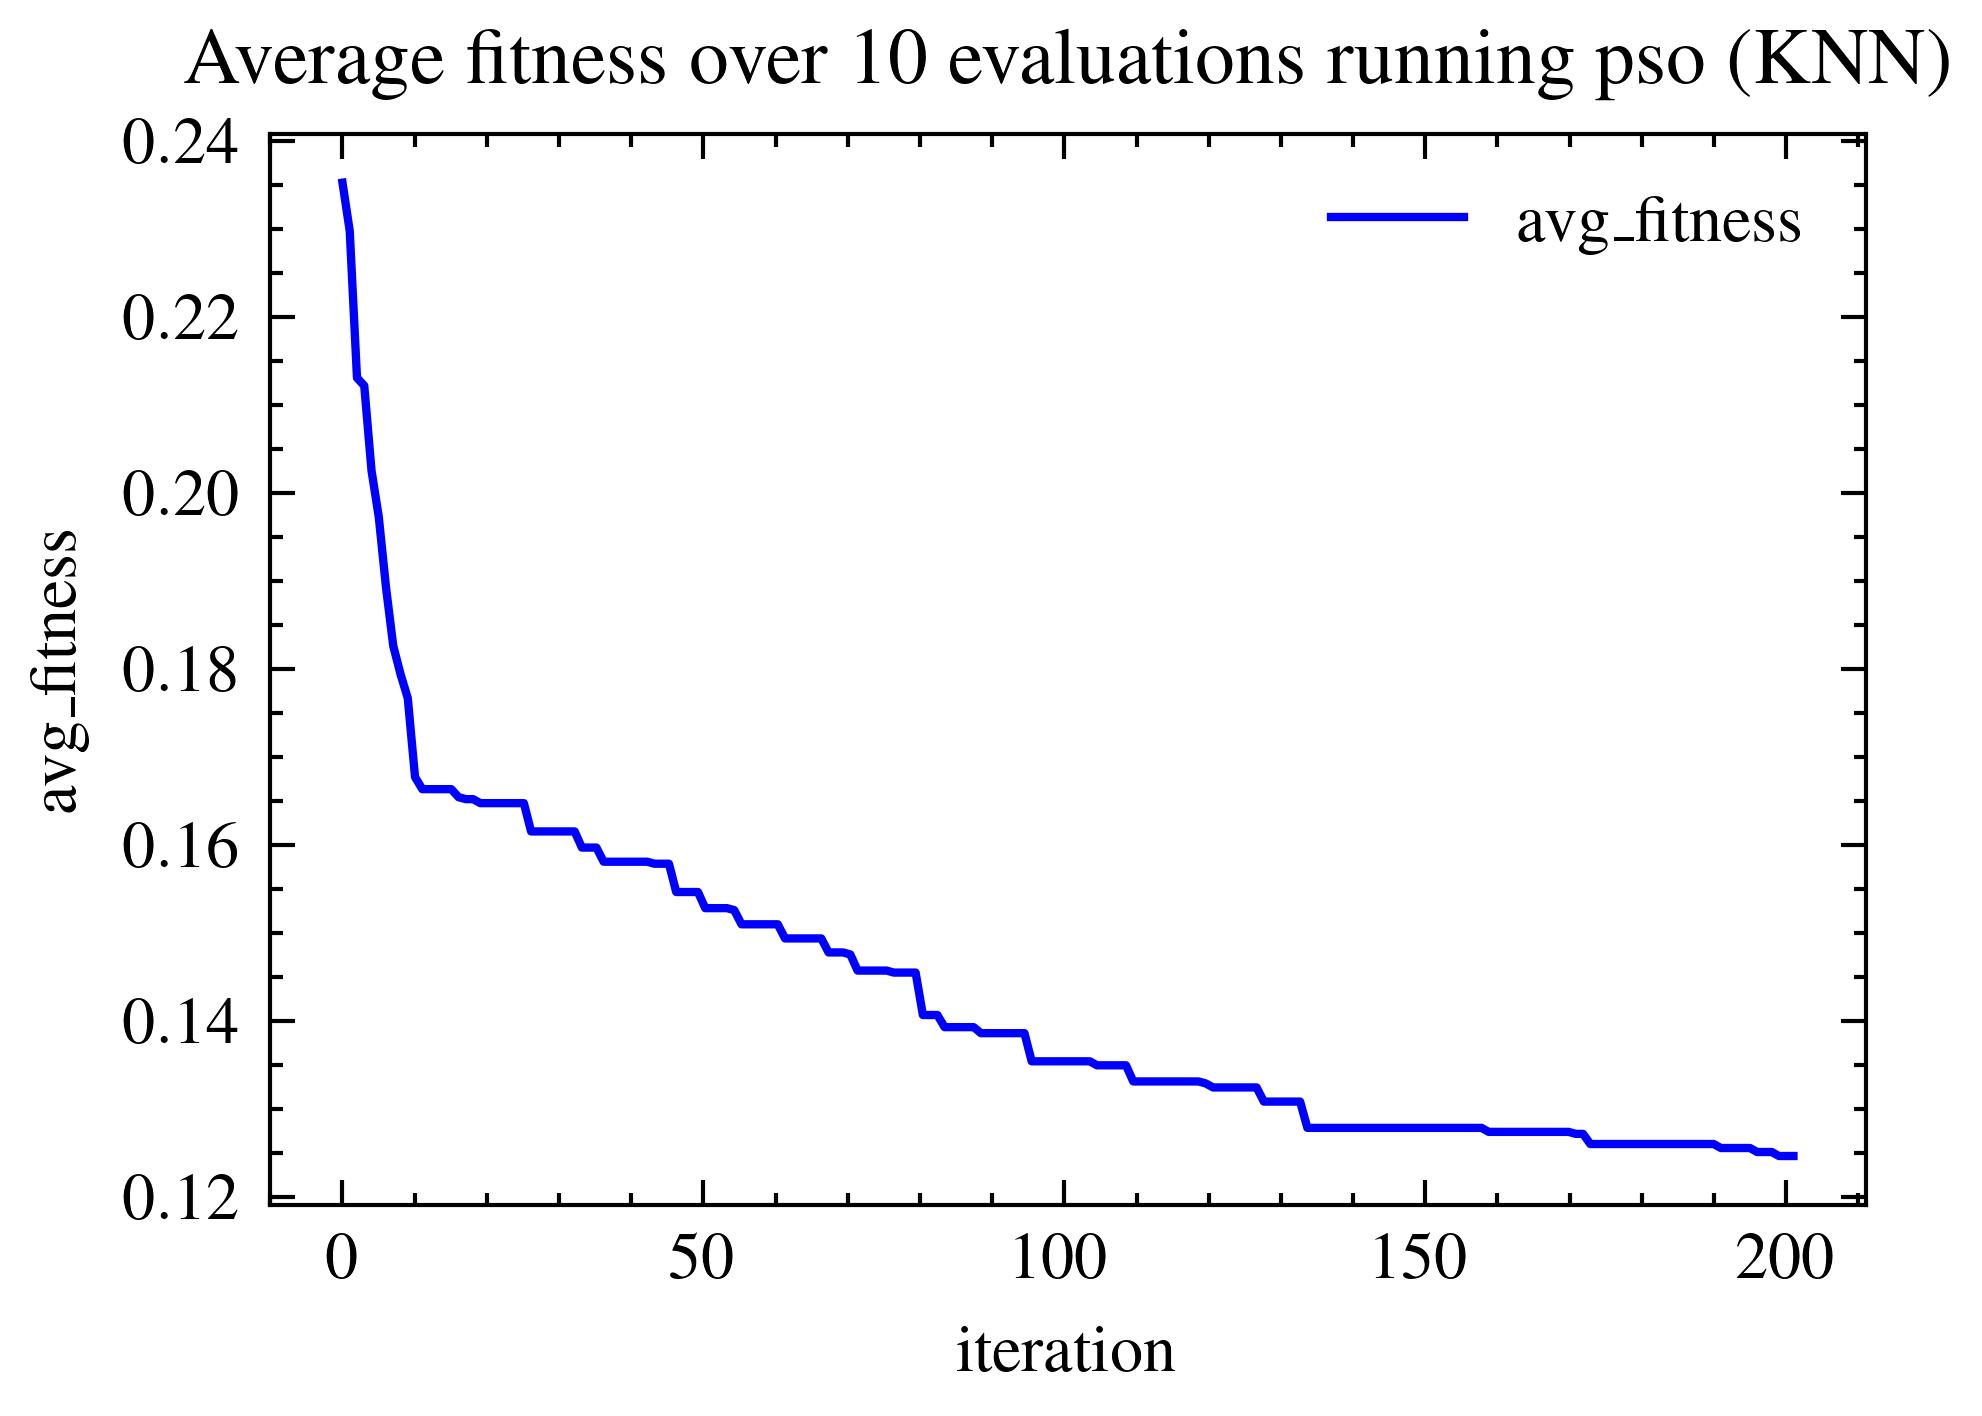 Average fitness over 10 evaluations running pso (KNN)
avg_fitness
0.24
0.22
0.20
0.18
0.16
0.14
0.12
avg_fitness
0 50 100 150 200
iteration